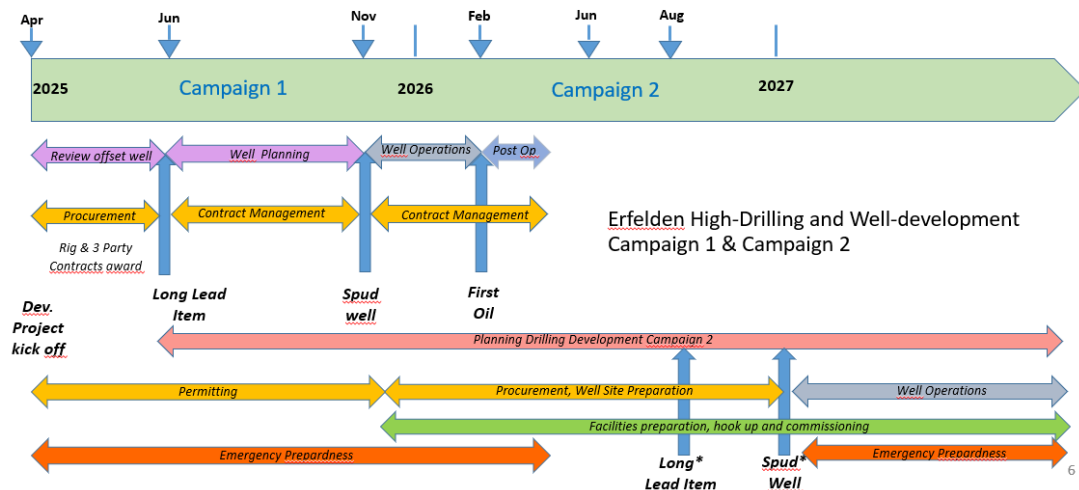 Apr Jun Nov Feb Jun Aug
2025 Campaign 1 2026 Campaign 2 2027
Review offset well Well Planning Well Operations Post Op
Procurement Contract Management Contract Management
Rig & 3 Party
Contracts award
Erfelden High-Drilling and Well-development
Campaign 1 & Campaign 2
Dev.
Project
kick off
Long Lead
Item
Spud
well
First
Oil
Planning Drilling Development Campaign 2
Permitting Procurement, Well Site Preparation Well Operations
Facilities preparation, hook up and commissioning
Emergency Prepardness Emergency Prepardness
Long*
Lead Item
Spud*
Well
6